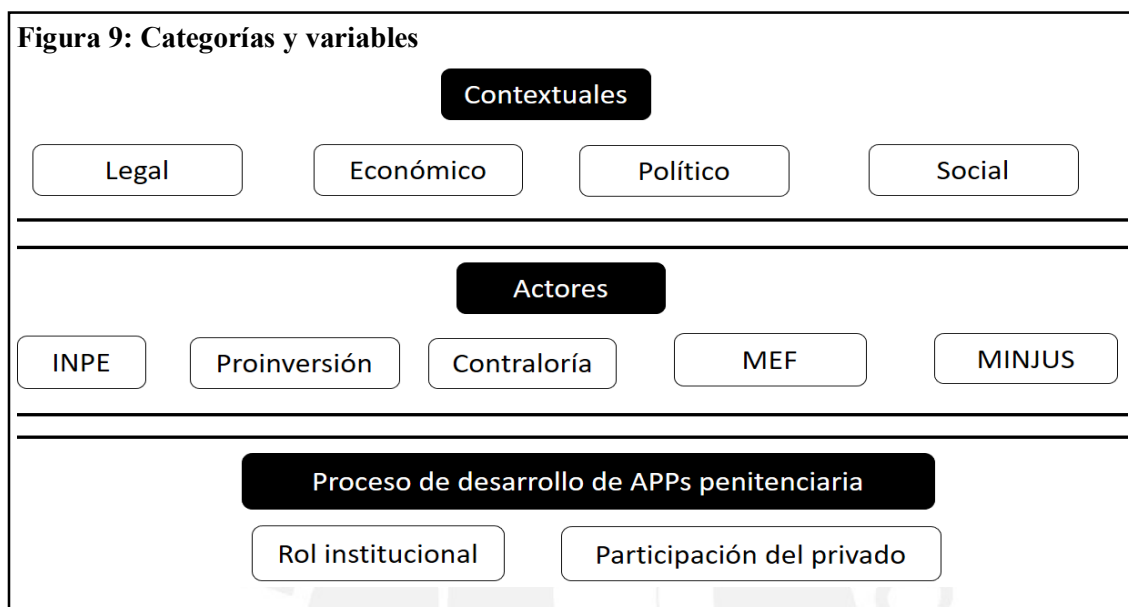 Figura 9: Categorías y variables
Contextuales
Legal Económico Político Social
Actores
INPE Proinversión Contraloría MEF MINJUS
Proceso de desarrollo de APPs penitenciaria
Rol institucional Participación del privado